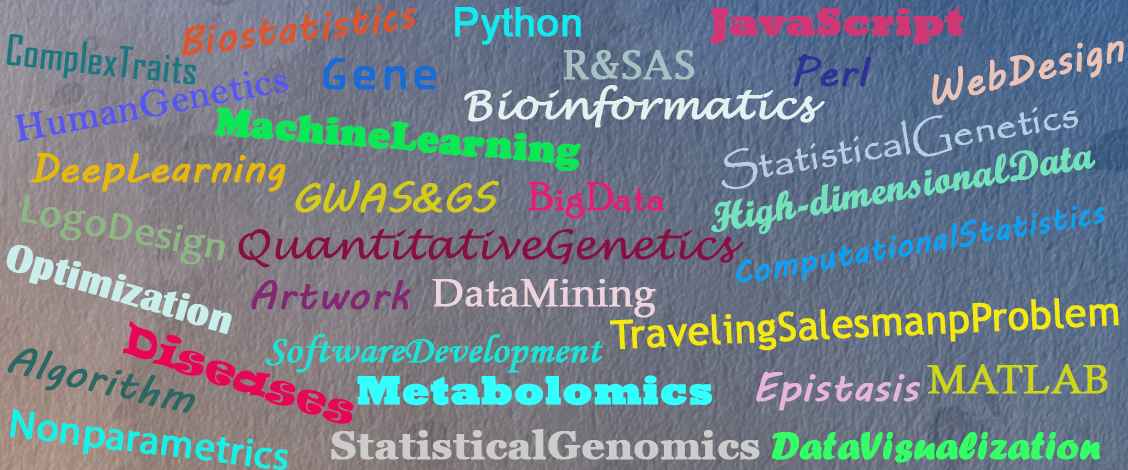 Biostatistics
Python
JavaScript
ComplexTraits
Gene
R&SAS
Perl
WebDesign
HumanGenetics
Bioinformatics
MachineLearning
StatisticalGenetics
DeepLearning
GWAS&GS
BigData
High-dimensionalData
LogoDesign
QuantitativeGenetics
ComputationalStatistics
Optimization
Artwork
DataMining
TravelingSalesmanpProblem
Diseases
SoftwareDevelopment
Algorithm
Metabolomics
Epistasis
MATLAB
Nonparametrics
StatisticalGenomics
DataVisualization